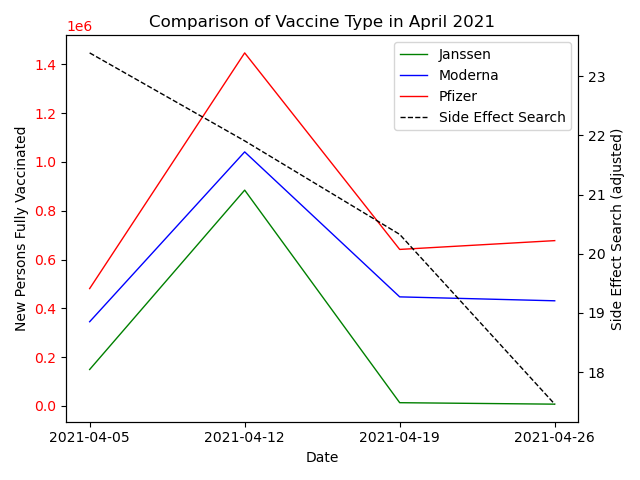 Comparison of Vaccine Type in April 2021
1e6
Janssen
Moderna
Pfizer
Side Effect Search
1.4
1.2
1.0
0.8
0.6
0.4
0.2
0.0
New Persons Fully Vaccinated
23
22
21
20
19
18
Side Effect Search (adjusted)
2021-04-05 2021-04-12 2021-04-19 2021-04-26
Date